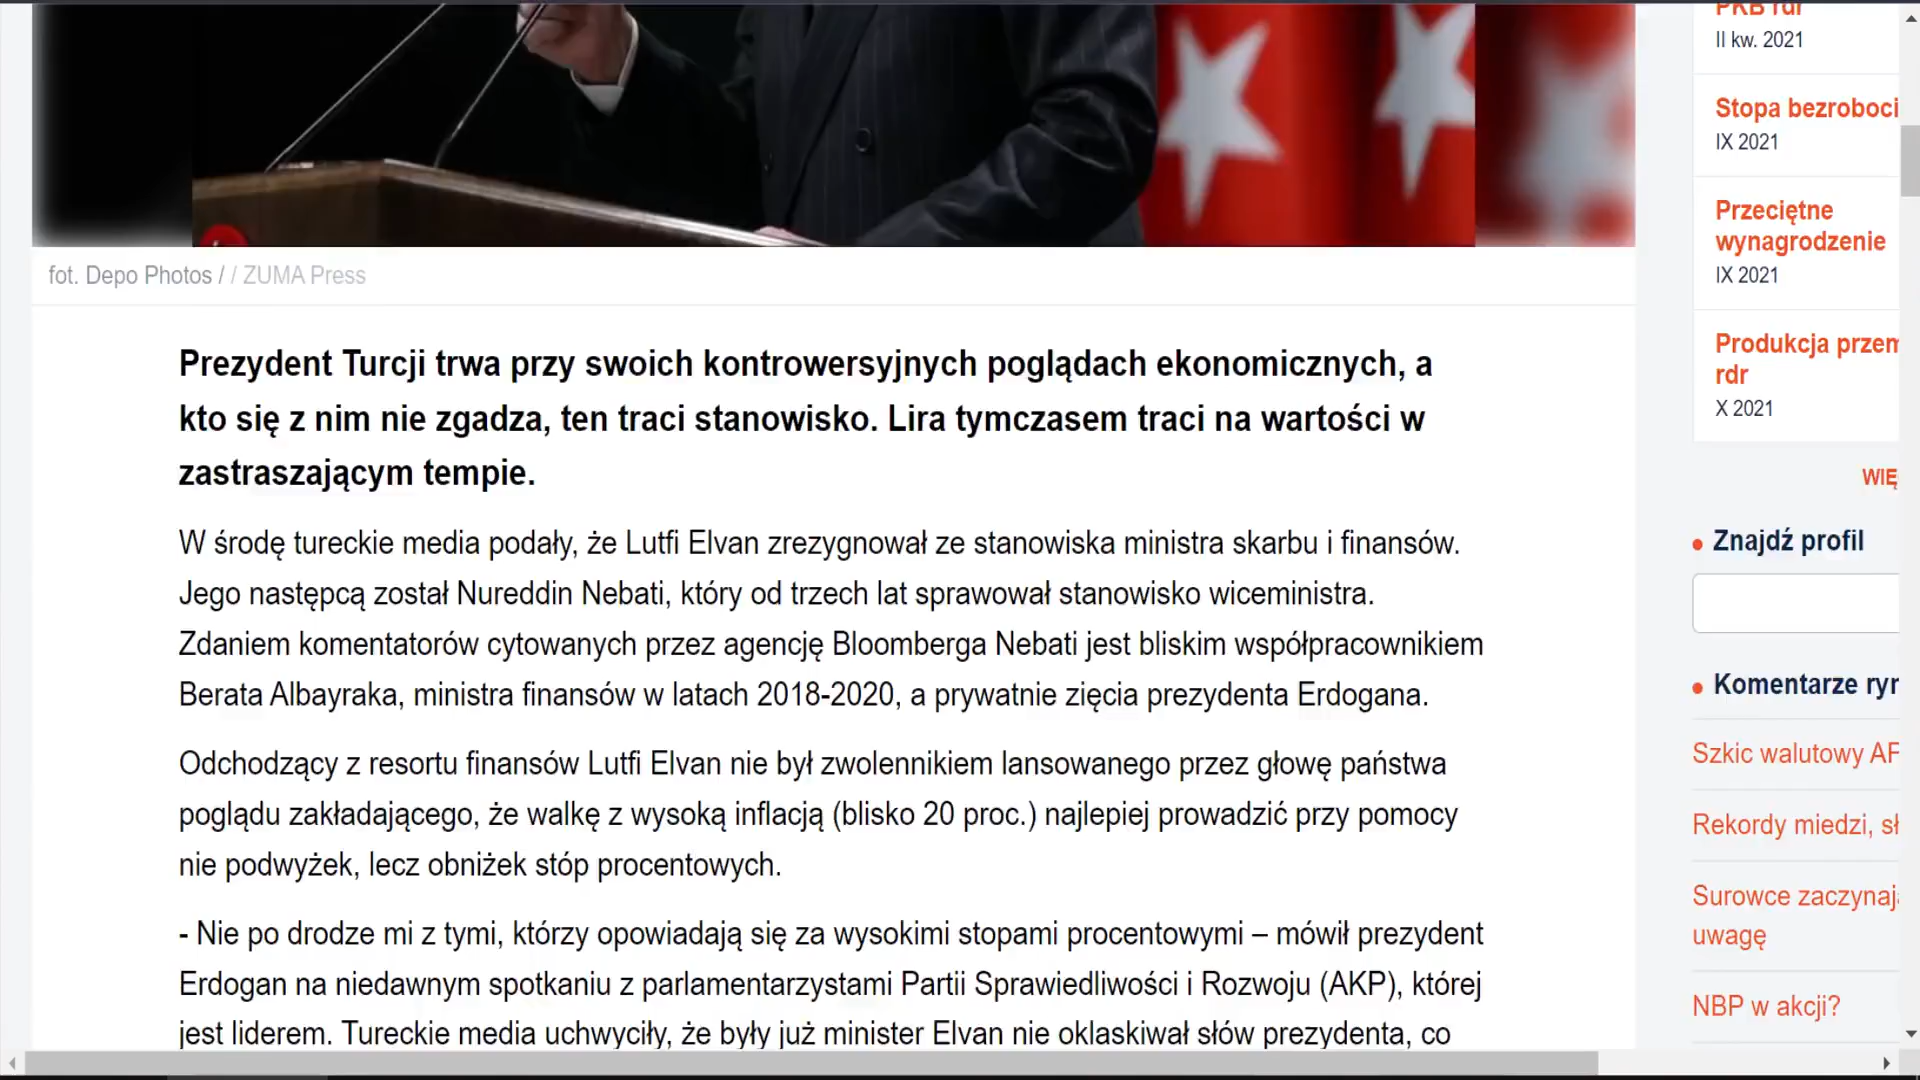 fot. Depo Photos / / ZUMA Press
Prezydent Turcji trwa przy swoich kontrowersyjnych poglądach ekonomicznych, a
kto się z nim nie zgadza, ten traci stanowisko. Lira tymczasem traci na wartości w
zastraszającym tempie.
W środę tureckie media podały, że Lutfi Elvan zrezygnował ze stanowiska ministra skarbu i finansów.
Jego następcą został Nureddin Nebati, który od trzech lat sprawował stanowisko wiceministra.
Zdaniem komentatorów cytowanych przez agencję Bloomberga Nebati jest bliskim współpracownikiem
Berata Albayraka, ministra finansów w latach 2018-2020, a prywatnie zięcia prezydenta Erdogana.
Odchodzący z resortu finansów Lutfi Elvan nie był zwolennikiem lansowanego przez głowę państwa
poglądu zakładającego, że walkę z wysoką inflacją (blisko 20 proc.) najlepiej prowadzić przy pomocy
nie podwyżek, lecz obniżek stóp procentowych.
- Nie po drodze mi z tymi, którzy opowiadają się za wysokimi stopami procentowymi – mówił prezydent
Erdogan na niedawnym spotkaniu z parlamentarzystami Partii Sprawiedliwości i Rozwoju (AKP), której
jest liderem. Tureckie media uchwyciły, że były już minister Elvan nie oklaskiwał słów prezydenta, co
PKB rdr
II kw. 2021
Stopa bezroboci
IX 2021
Przeciętne
wynagrodzenie
IX 2021
Produkcja przem
rdr
X 2021
WIĘ
Znajdź profil
Komentarze ryn
Szkic walutowy AF
Rekordy miedzi, sł
Surowce zaczynają
uwagę
NBP w akcji?